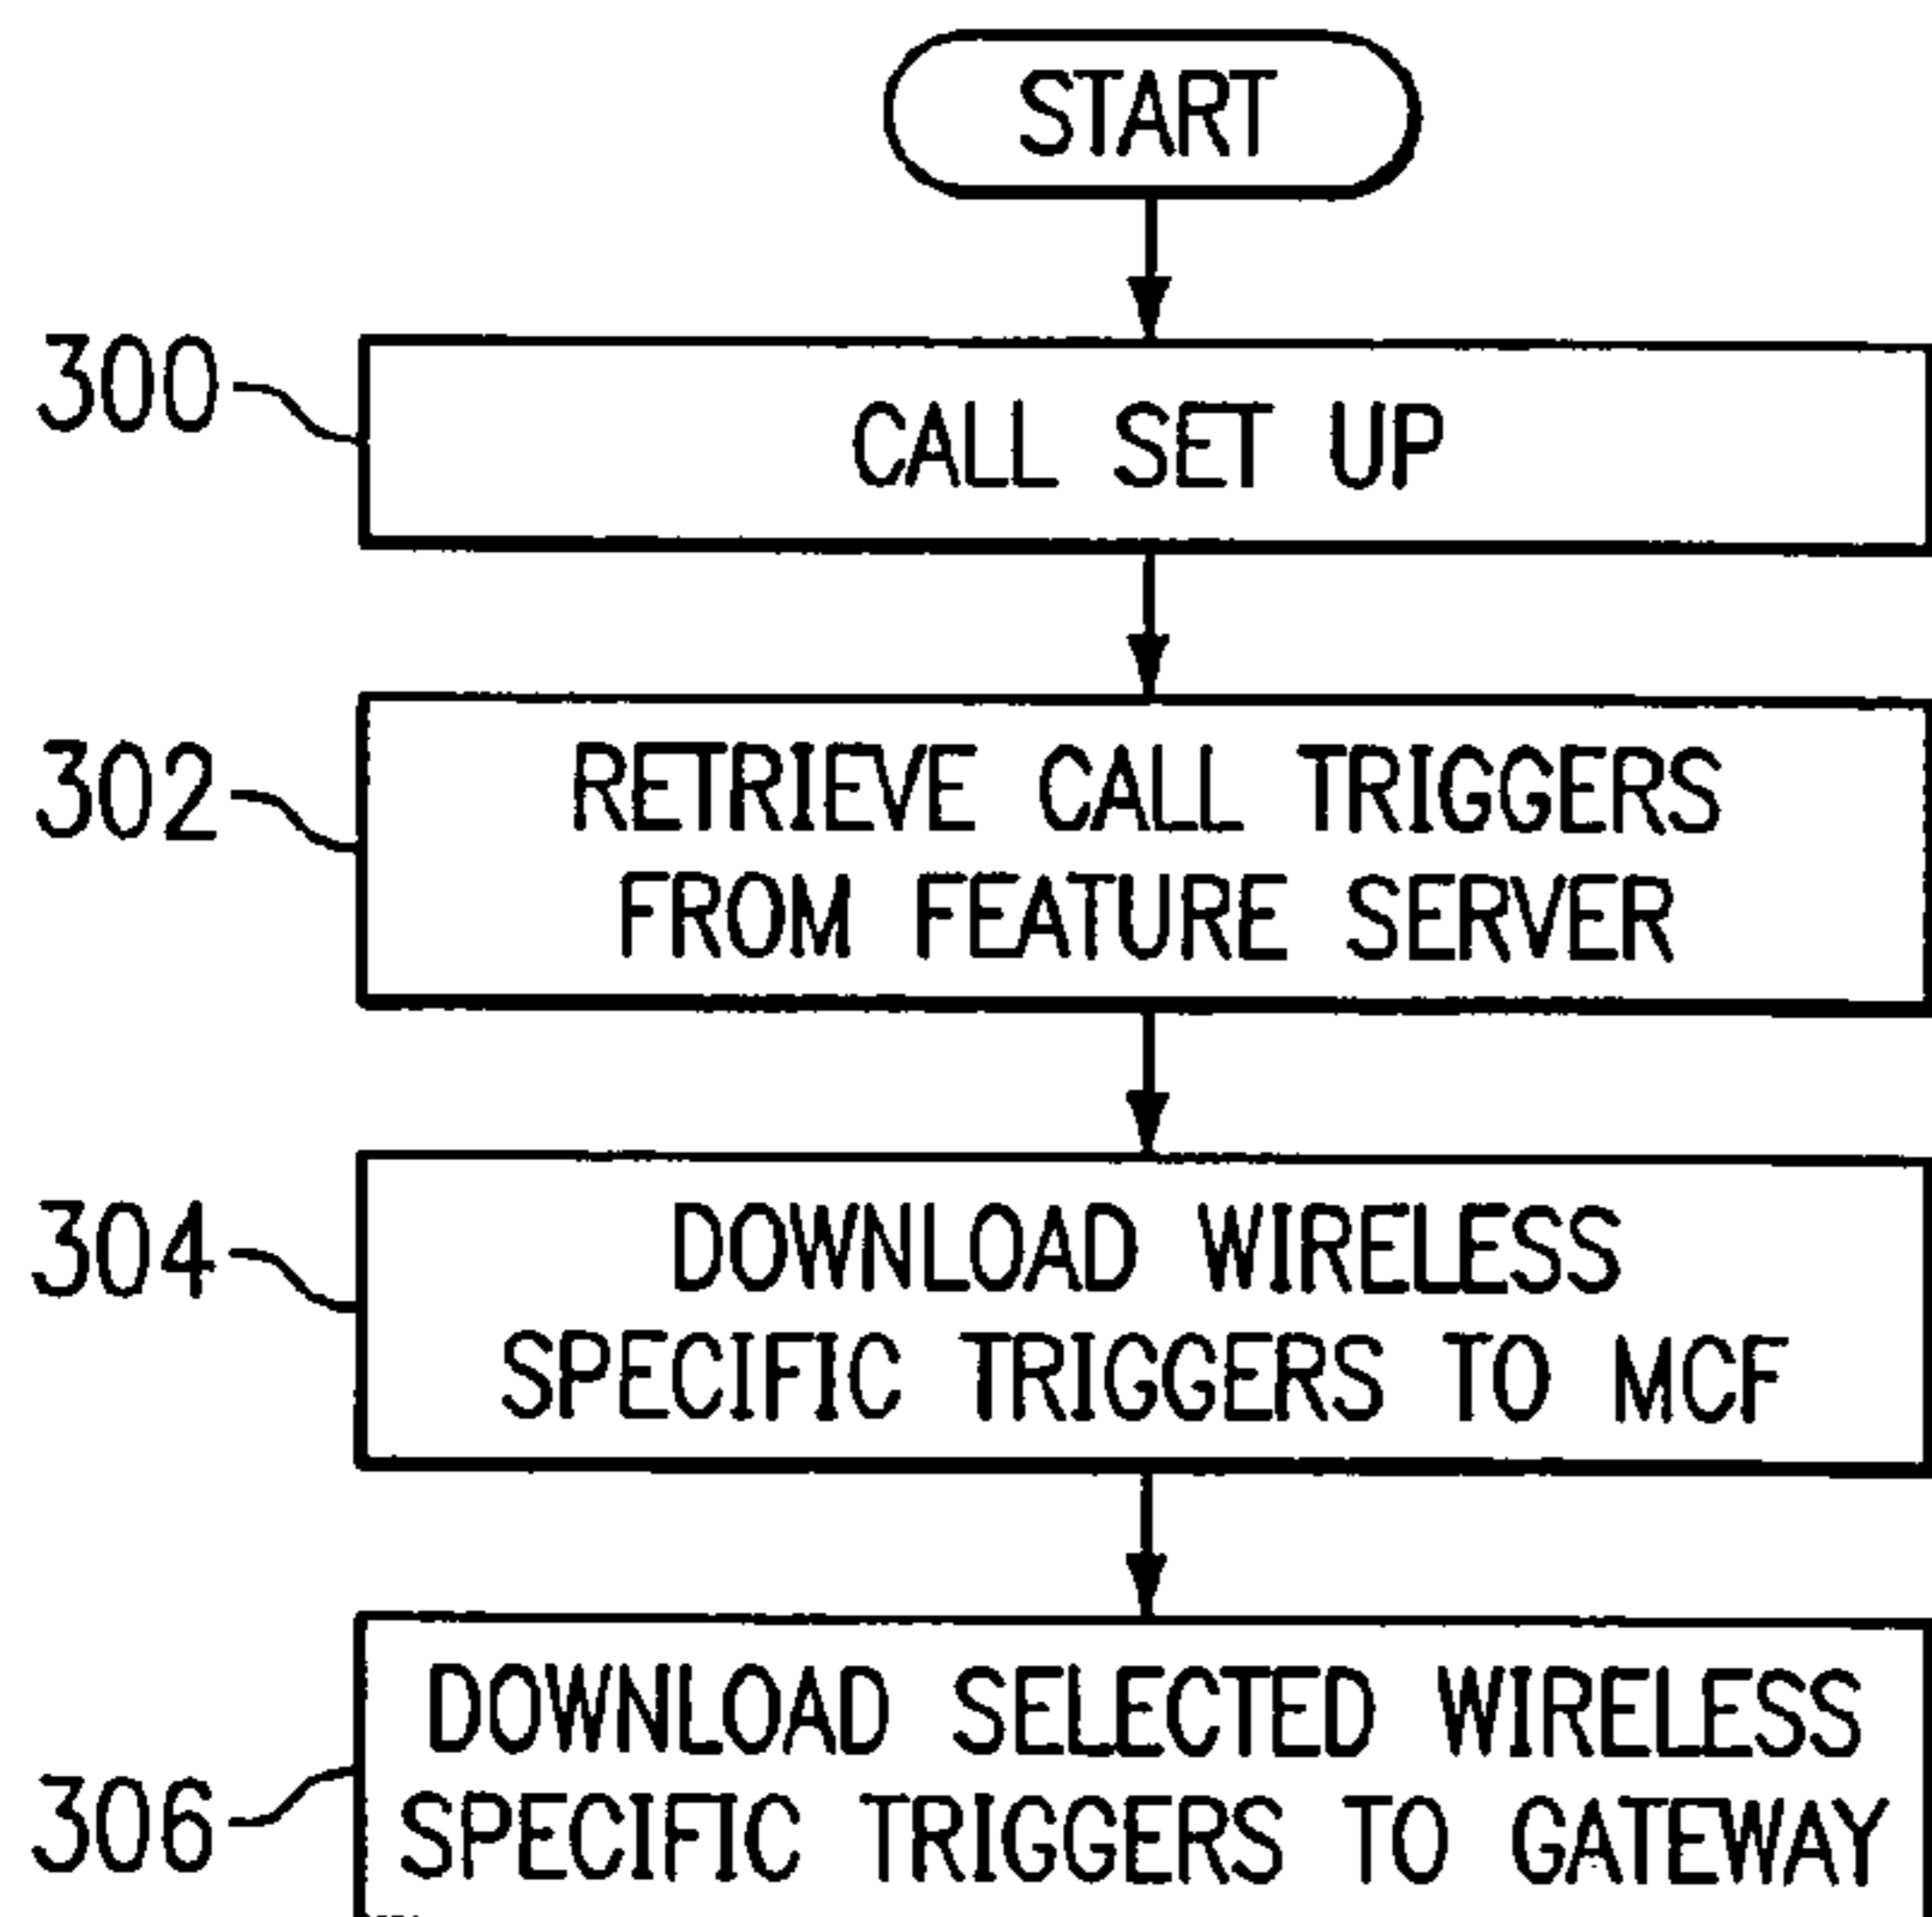 START
300
CALL SET UP
302
RETRIEVE CALL TRIGGERS
FROM FEATURE SERVER
304
DOWNLOAD WIRELESS
SPECIFIC TRIGGERS TO MCF
306
DOWNLOAD SELECTED WIRELESS
SPECIFIC TRIGGERS TO GATEWAY